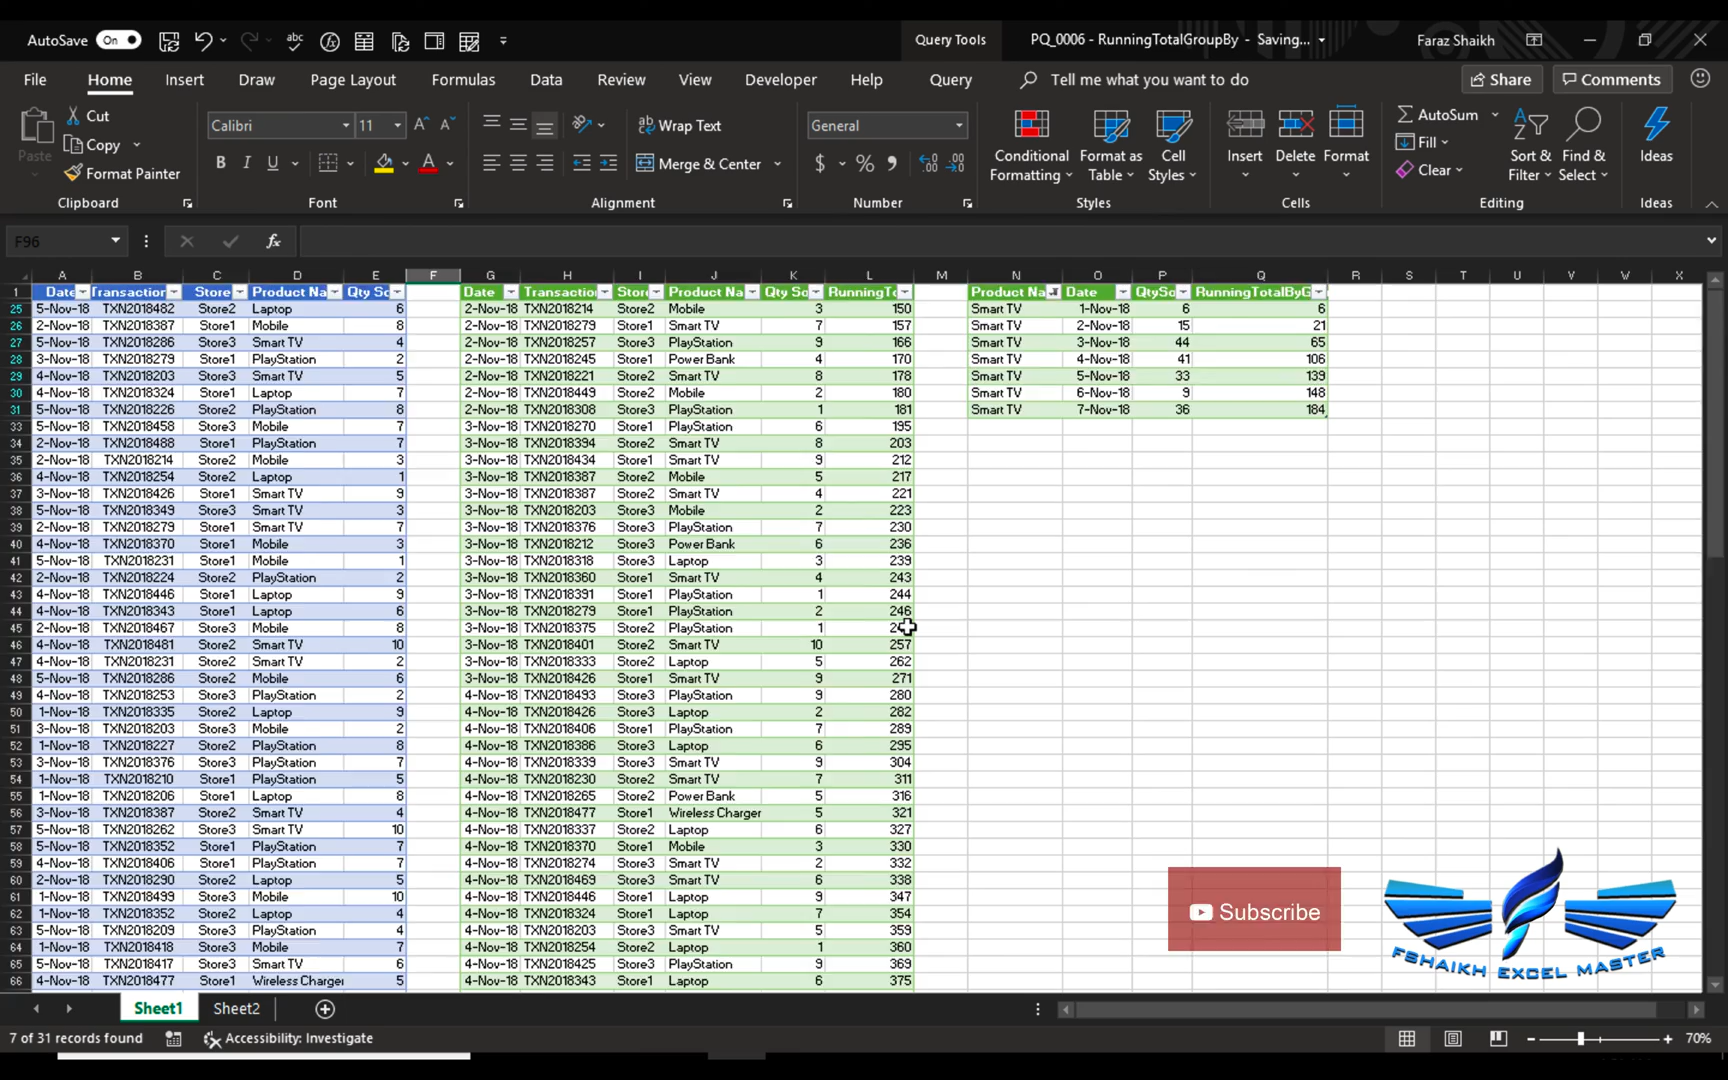 AutoSave On Query Tools PQ_0006 - RunningTotalGroupBy - Saving... Faraz Shaikh
File Home Insert Draw Page Layout Formulas Data Review View Developer Help Query Tell me what you want to do Share Comments
Cut Calibri 11 Wrap Text General AutoSum
Copy Fill
Paste Format Painter Merge & Center Conditional Formatting Format as Table Cell Styles Insert Delete Format Clear Sort & Filter Find & Select Ideas
Clipboard Font Alignment Number Styles Cells Editing Ideas
F96 fx
A B C D E F G H I J K L M N O P Q R S T U V W X
1 Date Transaction Store Product Na Qty So Date Transactio Stor Product Na Qty So RunningTo Product Na Date QtySo RunningTotalByG
25 5-Nov-18 TXN2018482 Store2 Laptop 6 2-Nov-18 TXN2018214 Store2 Mobile 3 150 Smart TV 1-Nov-18 6 6
26 2-Nov-18 TXN2018387 Store1 Mobile 8 2-Nov-18 TXN2018279 Store1 Smart TV 7 157 Smart TV 2-Nov-18 15 21
27 5-Nov-18 TXN2018286 Store3 Smart TV 4 2-Nov-18 TXN2018257 Store3 PlayStation 9 166 Smart TV 3-Nov-18 44 65
28 3-Nov-18 TXN2018279 Store1 PlayStation 2 2-Nov-18 TXN2018245 Store1 Power Bank 4 170 Smart TV 4-Nov-18 41 106
29 4-Nov-18 TXN2018203 Store3 Smart TV 5 2-Nov-18 TXN2018221 Store2 Smart TV 8 178 Smart TV 5-Nov-18 33 139
30 4-Nov-18 TXN2018324 Store1 Laptop 7 2-Nov-18 TXN2018449 Store2 Mobile 2 180 Smart TV 6-Nov-18 9 148
31 5-Nov-18 TXN2018226 Store2 PlayStation 8 2-Nov-18 TXN2018308 Store3 PlayStation 1 181 Smart TV 7-Nov-18 36 184
33 5-Nov-18 TXN2018458 Store3 Mobile 7 3-Nov-18 TXN2018270 Store1 PlayStation 6 195
34 2-Nov-18 TXN2018488 Store1 PlayStation 7 3-Nov-18 TXN2018394 Store2 Smart TV 8 203
35 2-Nov-18 TXN2018214 Store2 Mobile 3 3-Nov-18 TXN2018434 Store1 Smart TV 9 212
36 4-Nov-18 TXN2018254 Store2 Laptop 1 3-Nov-18 TXN2018387 Store2 Mobile 5 217
37 3-Nov-18 TXN2018426 Store1 Smart TV 9 3-Nov-18 TXN2018387 Store2 Smart TV 4 221
38 5-Nov-18 TXN2018349 Store3 Smart TV 3 3-Nov-18 TXN2018203 Store3 Mobile 2 223
39 2-Nov-18 TXN2018279 Store1 Smart TV 7 3-Nov-18 TXN2018376 Store3 PlayStation 7 230
40 4-Nov-18 TXN2018370 Store1 Mobile 3 3-Nov-18 TXN2018212 Store3 Power Bank 6 236
41 5-Nov-18 TXN2018231 Store1 Mobile 1 3-Nov-18 TXN2018318 Store3 Laptop 3 239
42 2-Nov-18 TXN2018224 Store2 PlayStation 2 3-Nov-18 TXN2018360 Store1 Smart TV 4 243
43 4-Nov-18 TXN2018446 Store1 Laptop 9 3-Nov-18 TXN2018391 Store1 PlayStation 1 244
44 4-Nov-18 TXN2018343 Store1 Laptop 6 3-Nov-18 TXN2018279 Store1 PlayStation 2 246
45 2-Nov-18 TXN2018467 Store3 Mobile 8 3-Nov-18 TXN2018375 Store2 PlayStation 1
46 4-Nov-18 TXN2018481 Store2 Smart TV 10 3-Nov-18 TXN2018401 Store2 Smart TV 10 257
47 4-Nov-18 TXN2018231 Store2 Smart TV 2 3-Nov-18 TXN2018333 Store2 Laptop 5 262
48 5-Nov-18 TXN2018286 Store2 Mobile 6 3-Nov-18 TXN2018426 Store1 Smart TV 9 271
49 4-Nov-18 TXN2018253 Store3 PlayStation 2 4-Nov-18 TXN2018493 Store3 PlayStation 9 280
50 1-Nov-18 TXN2018335 Store2 Laptop 9 4-Nov-18 TXN2018426 Store3 Laptop 2 282
51 3-Nov-18 TXN2018203 Store3 Mobile 2 4-Nov-18 TXN2018406 Store1 PlayStation 7 289
52 1-Nov-18 TXN2018227 Store2 PlayStation 8 4-Nov-18 TXN2018386 Store3 Laptop 6 295
53 3-Nov-18 TXN2018376 Store3 PlayStation 7 4-Nov-18 TXN2018339 Store3 Smart TV 9 304
54 1-Nov-18 TXN2018210 Store1 PlayStation 5 4-Nov-18 TXN2018230 Store2 Smart TV 7 311
55 1-Nov-18 TXN2018206 Store1 Laptop 8 4-Nov-18 TXN2018265 Store2 Power Bank 5 316
56 3-Nov-18 TXN2018387 Store2 Smart TV 4 4-Nov-18 TXN2018477 Store1 Wireless Charger 5 321
57 5-Nov-18 TXN2018262 Store3 Smart TV 10 4-Nov-18 TXN2018337 Store2 Laptop 6 327
58 5-Nov-18 TXN2018352 Store1 PlayStation 7 4-Nov-18 TXN2018370 Store1 Mobile 3 330
59 4-Nov-18 TXN2018406 Store1 PlayStation 7 4-Nov-18 TXN2018274 Store3 Smart TV 2 332
60 2-Nov-18 TXN2018290 Store2 Laptop 5 4-Nov-18 TXN2018469 Store3 Smart TV 6 338
61 1-Nov-18 TXN2018499 Store3 Mobile 10 4-Nov-18 TXN2018446 Store1 Laptop 9 347
62 1-Nov-18 TXN2018352 Store2 Laptop 4 4-Nov-18 TXN2018324 Store1 Laptop 7 354
63 5-Nov-18 TXN2018209 Store3 PlayStation 4 4-Nov-18 TXN2018203 Store3 Smart TV 5 359
64 1-Nov-18 TXN2018418 Store3 Mobile 7 4-Nov-18 TXN2018254 Store2 Laptop 1 360
65 5-Nov-18 TXN2018417 Store3 Smart TV 6 4-Nov-18 TXN2018425 Store3 PlayStation 9 369
66 4-Nov-18 TXN2018477 Store1 Wireless Charger 5 4-Nov-18 TXN2018343 Store1 Laptop 6 375
Subscribe
FSHAIKH EXCEL MASTER
Sheet1 Sheet2
7 of 31 records found Accessibility: Investigate 70%